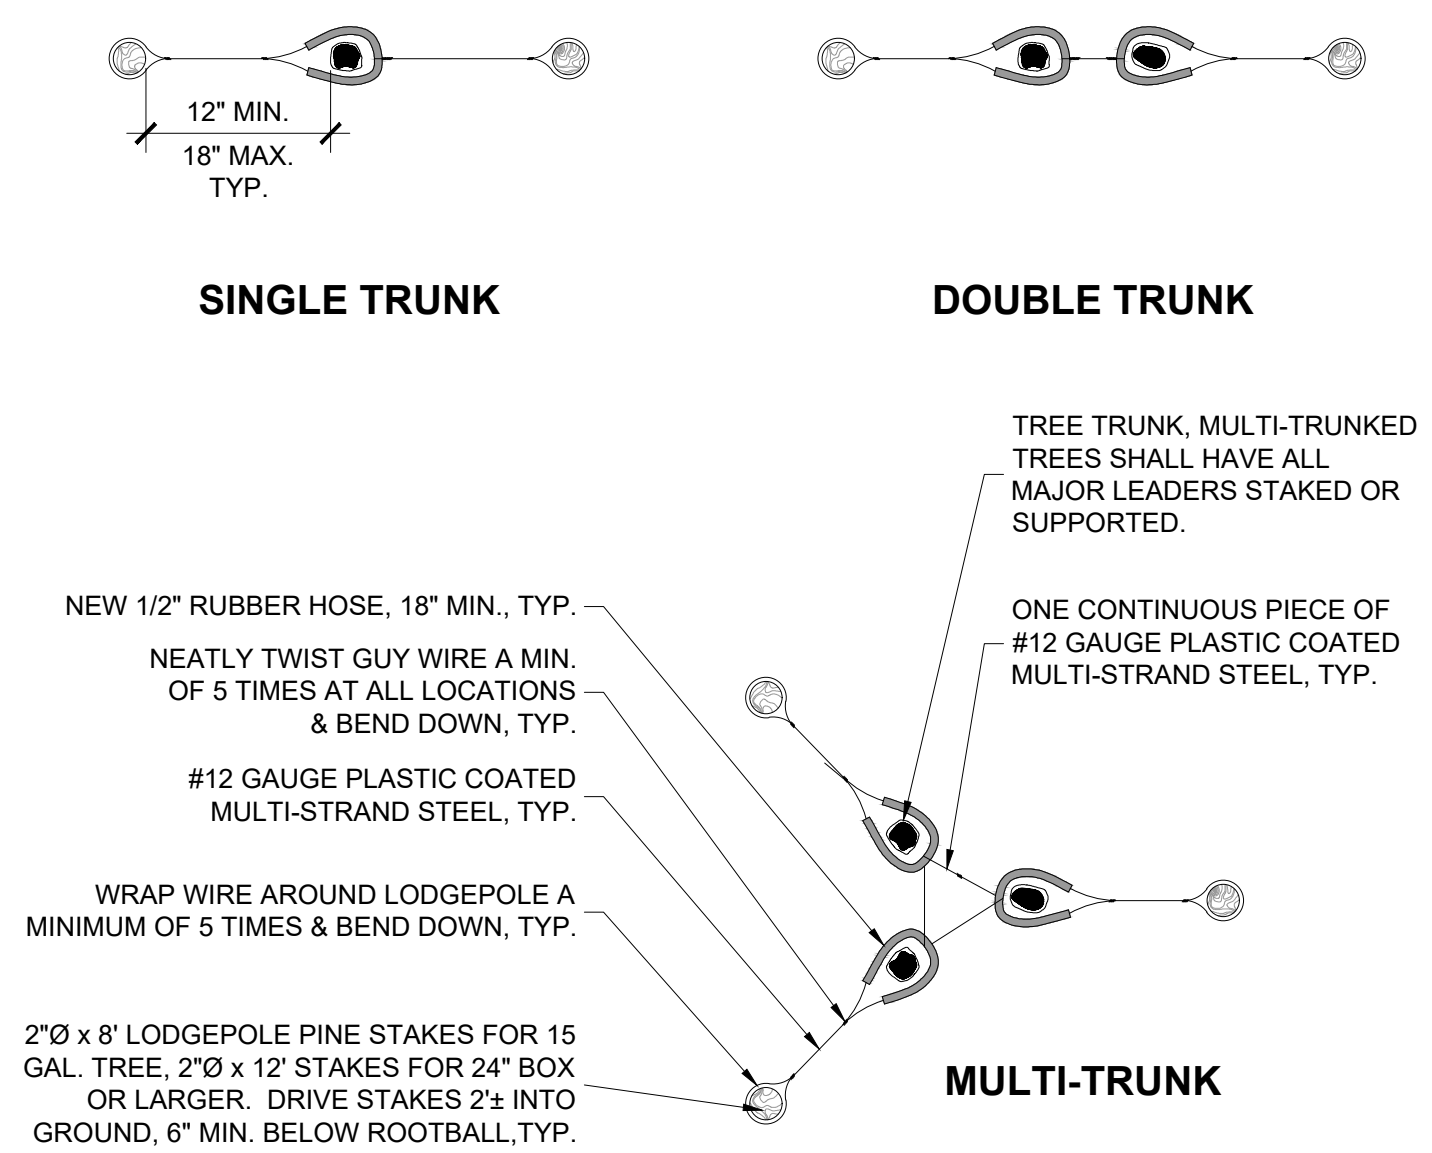 12" MIN.
18" MAX.
TYP.
SINGLE TRUNK
DOUBLE TRUNK
TREE TRUNK, MULTI-TRUNKED
TREES SHALL HAVE ALL
MAJOR LEADERS STAKED OR
SUPPORTED.
NEW 1/2" RUBBER HOSE, 18" MIN., TYP.
ONE CONTINUOUS PIECE OF
#12 GAUGE PLASTIC COATED
MULTI-STRAND STEEL, TYP.
NEATLY TWIST GUY WIRE A MIN.
OF 5 TIMES AT ALL LOCATIONS
& BEND DOWN, TYP.
#12 GAUGE PLASTIC COATED
MULTI-STRAND STEEL, TYP.
WRAP WIRE AROUND LODGEPOLE A
MINIMUM OF 5 TIMES & BEND DOWN, TYP.
2"Ø x 8' LODGEPOLE PINE STAKES FOR 15
GAL. TREE, 2"Ø x 12' STAKES FOR 24" BOX
OR LARGER.  DRIVE STAKES 2'± INTO
GROUND, 6" MIN. BELOW ROOTBALL,TYP.
MULTI-TRUNK